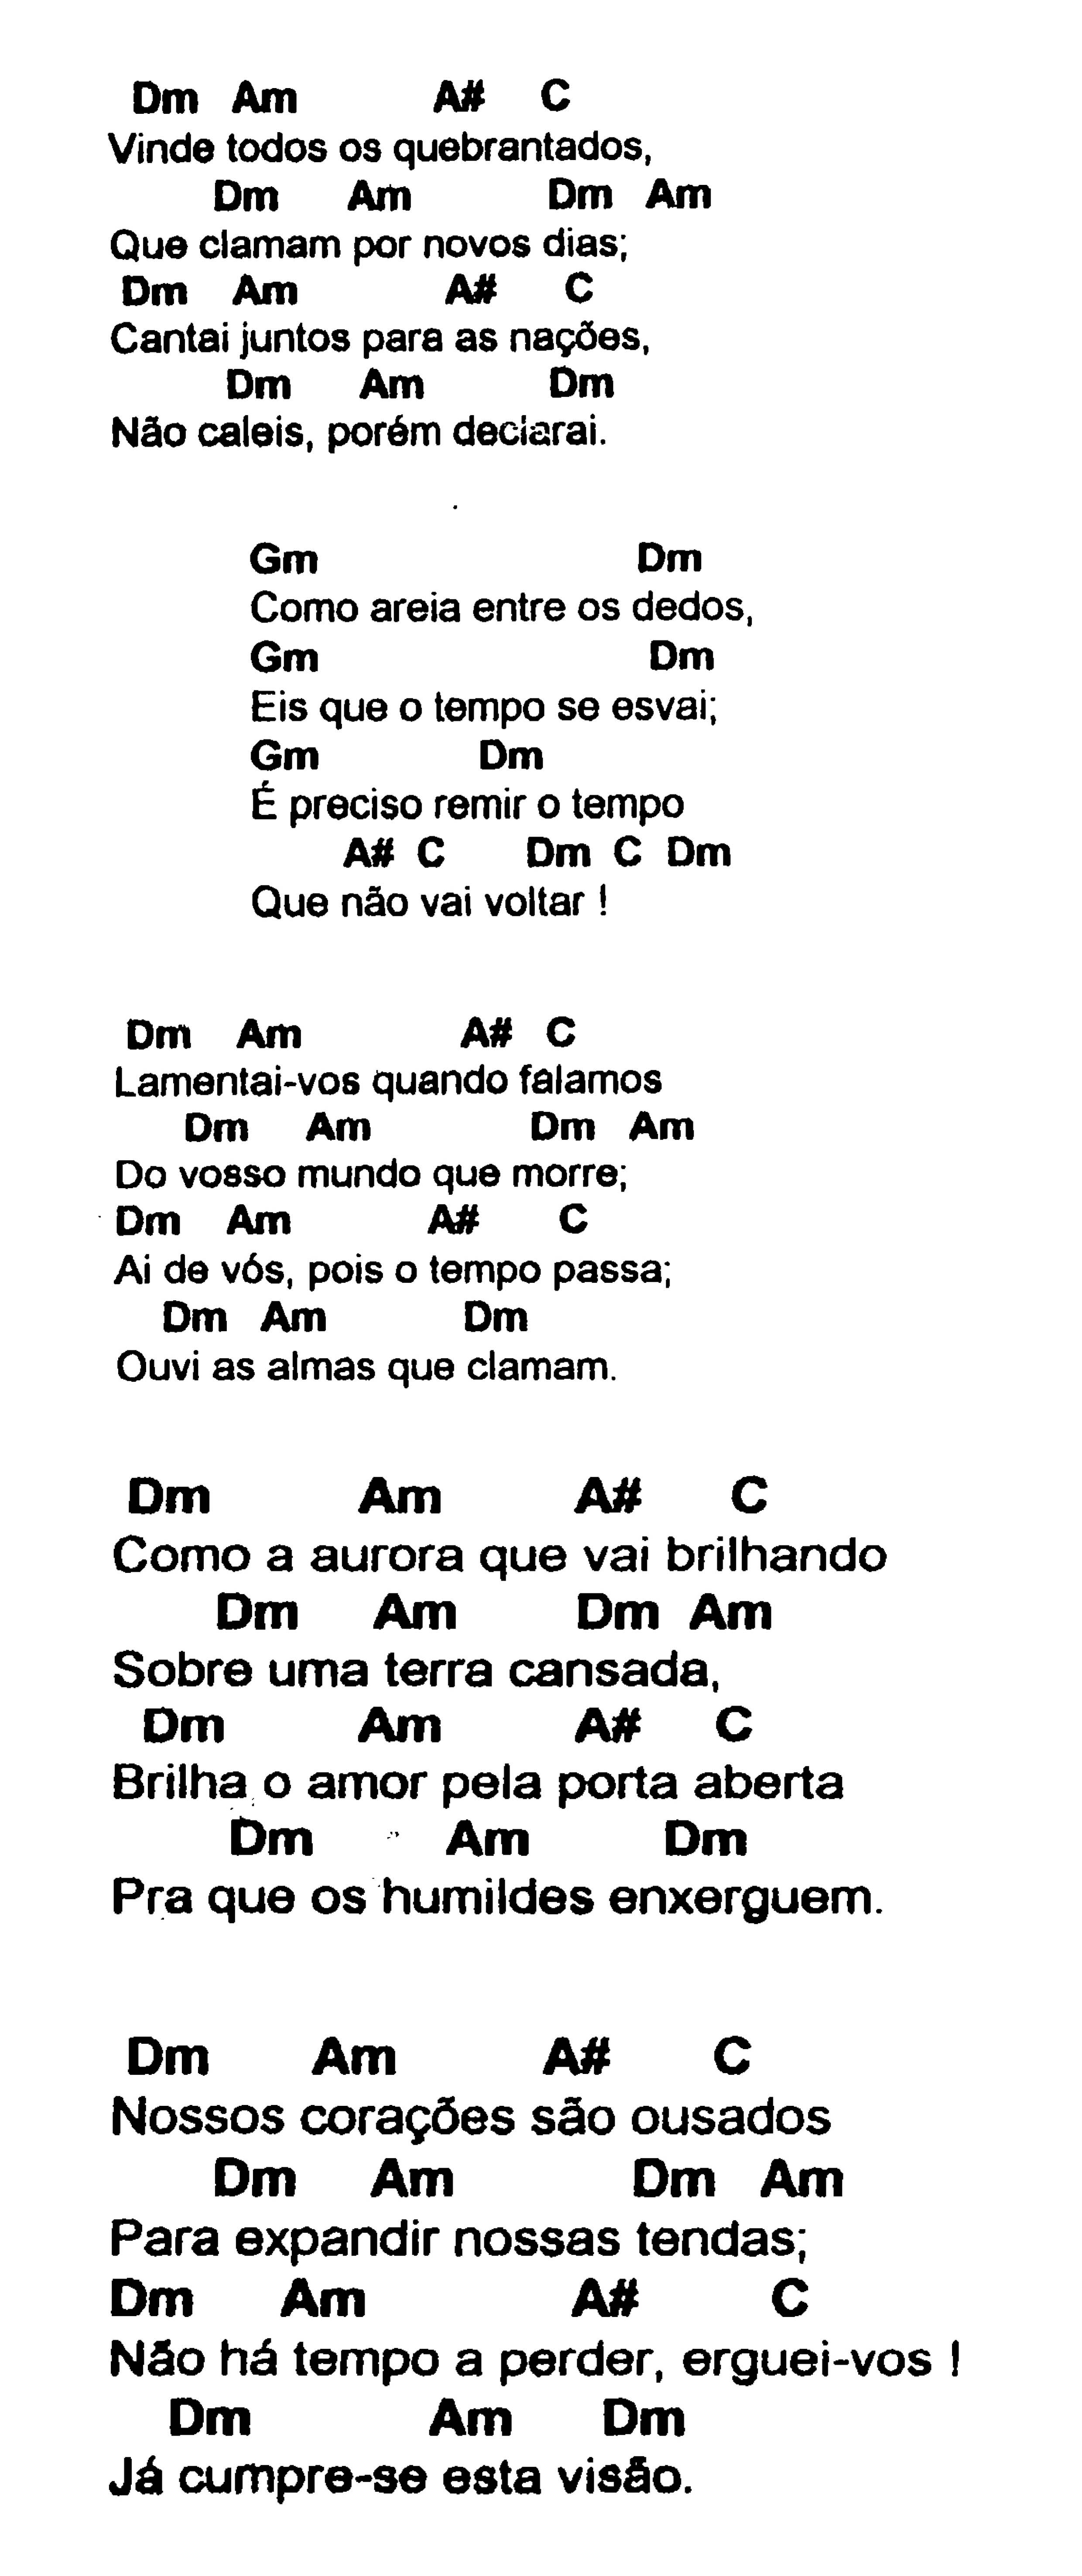 Dm Am A# C
Vinde todos os quebrantados,
Dm Am Dm Am
Que clamam por novos dias;
Dm Am A# C
Cantai juntos para as nações,
Dm Am Dm
Não caleis, porém declarai.
Gm Dm
Como areia entre os dedos,
Gm Dm
Eis que o tempo se esvai;
Gm Dm
É preciso remir o tempo
A# C Dm C Dm
Que não vai voltar !
Dm Am A# C
Lamentai-vos quando falamos
Dm Am Dm Am
Do vosso mundo que morre;
Dm Am A# C
Ai de vós, pois o tempo passa;
Dm Am Dm
Ouvi as almas que clamam.
Dm Am A# C
Como a aurora que vai brilhando
Dm Am Dm Am
Sobre uma terra cansada,
Dm Am A# C
Brilha o amor pela porta aberta
Dm Am Dm
Pra que os humildes enxerguem.
Dm Am A# C
Nossos corações são ousados
Dm Am Dm Am
Para expandir nossas tendas;
Dm Am A# C
Não há tempo a perder, erguei-vos !
Dm Am Dm
Já cumpre-se esta visão.